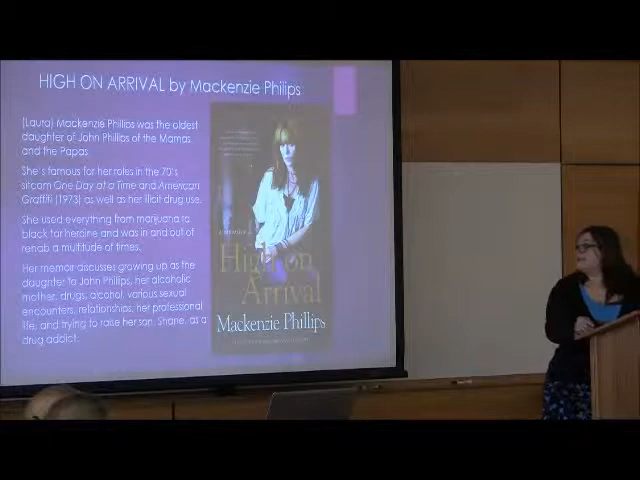 HIGH ON ARRIVAL by Mackenzie Philips
(Laura) Mackenzie Phillips was the oldest
daughter of John Phillips of the Mamas
and the Papas.
She's famous for her roles in the 70's
sitcom One Day at a Time and American
Graffiti (1973) as well as her illicit drug use.
She used everything from marijuana to
black tar heroine and was in and out of
rehab a multitude of times.
Her memoir discusses growing up as the
daughter to John Phillips, her alcoholic
mother, drugs, alcohol, various sexual
encounters, relationships, her professional
life, and trying to raise her son, Shane, as a
drug addict.
A MEMOIR
High on
Arrival
Mackenzie Phillips